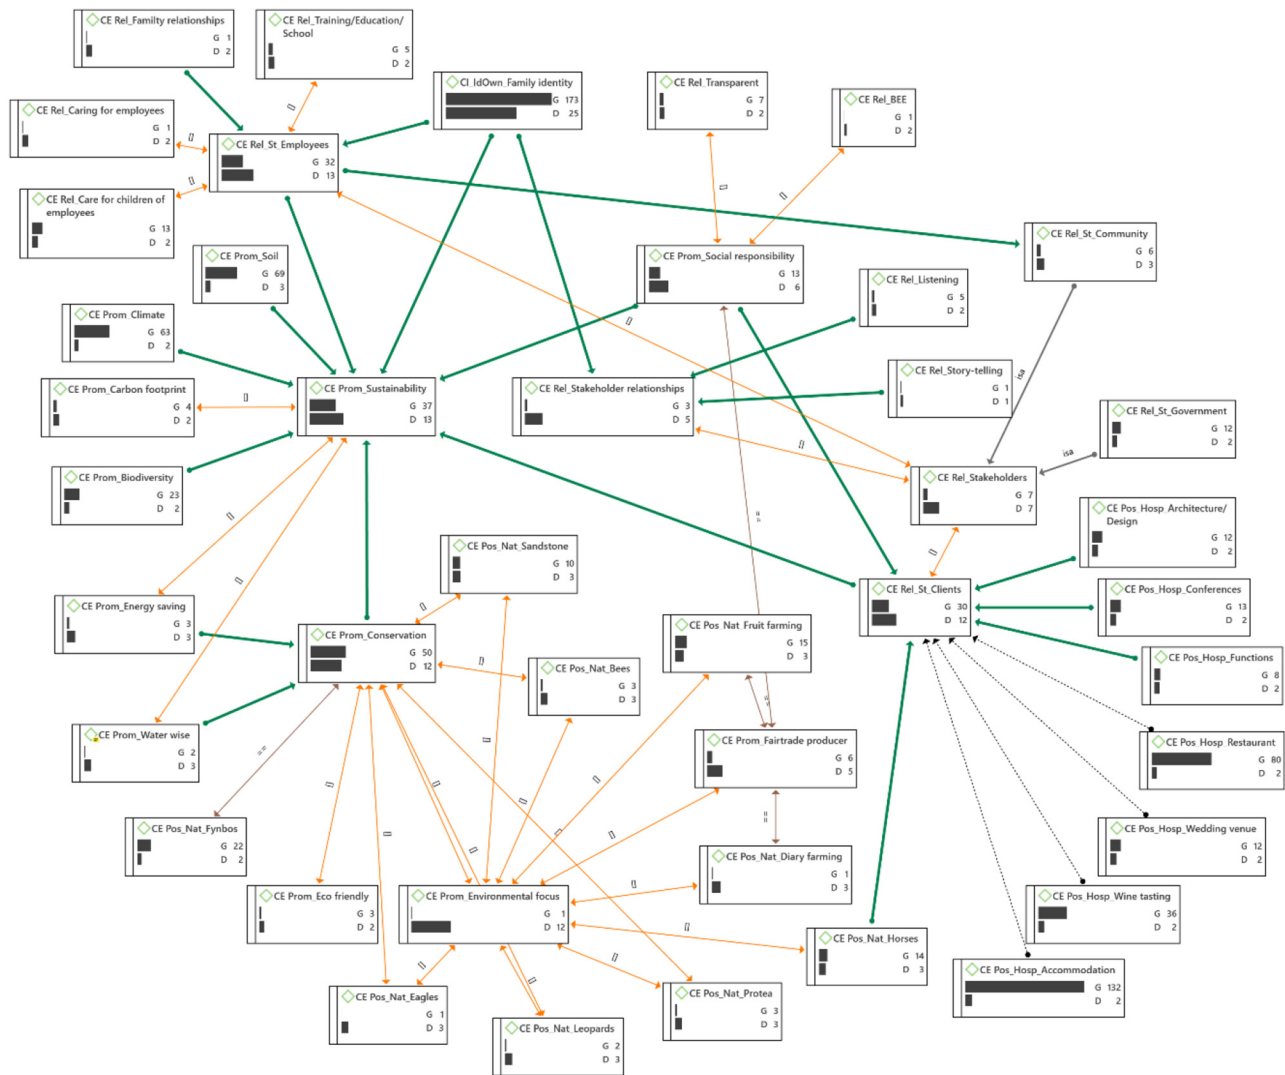 CE Rel_Familty relationships
G 1
D 2
CE Rel_Training/Education/
School
G 5
D 2
CI_IdOwn_Family identity
G 173
D 25
CE Rel_Transparent
G 7
D 2
CE Rel_BEE
G 1
D 2
CE Rel_Caring for employees
G 1
D 2
[]
[]
CE Rel_St_Employees
G 32
D 13
[]
[]
[]
CE Rel_Care for children of
employees
G 13
D 2
CE Rel_St_Community
G 6
D 3
CE Prom_Soil
G 69
D 3
CE Prom_Social responsibility
G 13
D 6
CE Rel_Listening
G 5
D 2
CE Prom_Climate
G 63
D 2
[]
isa
CE Prom_Carbon footprint
G 4
D 2
[]
CE Prom_Sustainability
G 37
D 13
CE Rel_Stakeholder relationships
G 3
D 5
CE Rel_Story-telling
G 1
D 1
CE Rel_St_Government
G 12
D 2
isa
[]
CE Prom_Biodiversity
G 23
D 2
CE Rel_Stakeholders
G 7
D 7
CE Pos_Hosp_Architecture/
Design
G 12
D 2
[]
==
CE Pos_Nat_Sandstone
G 10
D 3
[]
[]
CE Prom_Energy saving
G 3
D 3
[]
CE Rel_St_Clients
G 30
D 12
CE Pos_Hosp_Conferences
G 13
D 2
CE Prom_Conservation
G 50
D 12
CE Pos_Nat_Fruit farming
G 15
D 3
CE Pos_Hosp_Functions
G 8
D 2
[]
CE Pos_Nat_Bees
G 3
D 3
==
CE Prom_Water wise
G 2
D 3
==
[]
CE Prom_Fairtrade producer
G 6
D 5
CE Pos_Hosp_Restaurant
G 80
D 2
[]
[]
CE Pos_Nat_Fynbos
G 22
D 2
[]
[]
[]
[]
[]
[]
[]
==
CE Pos_Hosp_Wedding venue
G 12
D 2
CE Pos_Nat_Diary farming
G 1
D 3
CE Prom_Eco friendly
G 3
D 2
CE Prom_Environmental focus
G 1
D 12
[]
CE Pos_Hosp_Wine tasting
G 36
D 2
[]
CE Pos_Nat_Horses
G 14
D 3
[]
[]
[]
CE Pos_Hosp_Accommodation
G 132
D 2
CE Pos_Nat_Eagles
G 1
D 3
CE Pos_Nat_Protea
G 3
D 3
CE Pos_Nat_Leopards
G 2
D 3